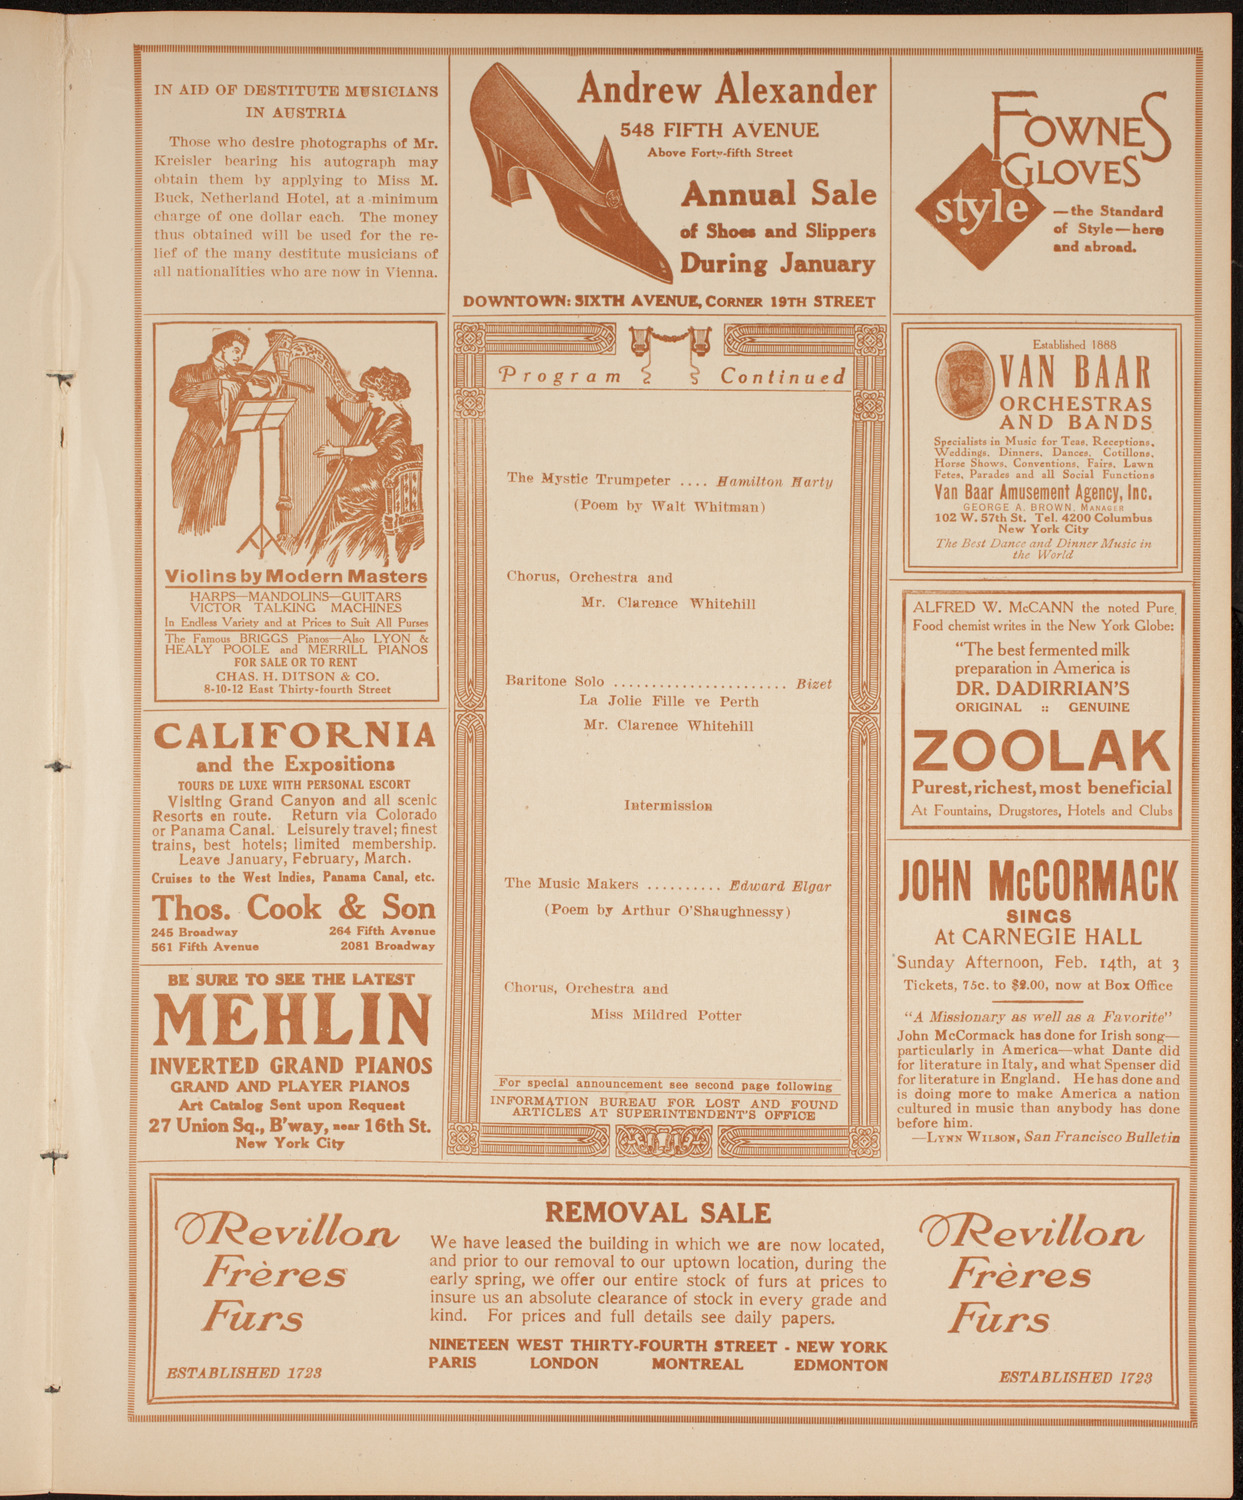 IN AID OF DESTITUTE MUSICIANS
IN AUSTRIA
Those who desire photographs of Mr.
Kreisler bearing his autograph may
obtain them by applying to Miss M.
Buck, Netherland Hotel, at a minimum
charge of one dollar each. The money
thus obtained will be used for the re-
lief of the many destitute musicians of
all nationalities who are now in Vienna.
Andrew Alexander
548 FIFTH AVENUE
Above Forty-fifth Street
Annual Sale
of Shoes and Slippers
During January
DOWNTOWN: SIXTH AVENUE, CORNER 19TH STREET
FOWNES
GLOVES
style
—the Standard
of Style—here
and abroad.
Violins by Modern Masters
HARPS—MANDOLINS—GUITARS
VICTOR TALKING MACHINES
In Endless Variety and at Prices to Suit All Purses
The Famous BRIGGS Pianos—Also LYON &
HEALY POOLE and MERRILL PIANOS
FOR SALE OR TO RENT
CHAS. H. DITSON & CO.
8-10-12 East Thirty-fourth Street
CALIFORNIA
and the Expositions
TOURS DE LUXE WITH PERSONAL ESCORT
Visiting Grand Canyon and all scenic
Resorts en route. Return via Colorado
or Panama Canal. Leisurely travel; finest
trains, best hotels; limited membership.
Leave January, February, March.
Cruises to the West Indies, Panama Canal, etc.
Thos. Cook & Son
245 Broadway 264 Fifth Avenue
561 Fifth Avenue 2081 Broadway
BE SURE TO SEE THE LATEST
MEHLIN
INVERTED GRAND PIANOS
GRAND AND PLAYER PIANOS
Art Catalog Sent upon Request
27 Union Sq., B'way, near 16th St.
New York City
Program Continued
The Mystic Trumpeter .... Hamilton Harty
(Poem by Walt Whitman)
Chorus, Orchestra and
Mr. Clarence Whitehill
Baritone Solo ...................... Bizet
La Jolie Fille ve Perth
Mr. Clarence Whitehill
Intermission
The Music Makers .......... Edward Elgar
(Poem by Arthur O'Shaughnessy)
Chorus, Orchestra and
Miss Mildred Potter
For special announcement see second page following
INFORMATION BUREAU FOR LOST AND FOUND
ARTICLES AT SUPERINTENDENT'S OFFICE
Established 1888
VAN BAAR
ORCHESTRAS
AND BANDS
Specialists in Music for Teas, Receptions,
Weddings, Dinners, Dances, Cotillons,
Horse Shows, Conventions, Fairs, Lawn
Fetes, Parades and all Social Functions
Van Baar Amusement Agency, Inc.
GEORGE A. BROWN, MANAGER
102 W. 57th St. Tel. 4200 Columbus
New York City
The Best Dance and Dinner Music in
the World
ALFRED W. McCANN the noted Pure,
Food chemist writes in the New York Globe:
"The best fermented milk
preparation in America is
DR. DADIRRIAN'S
ORIGINAL :: GENUINE
ZOOLAK
Purest, richest, most beneficial
At Fountains, Drugstores, Hotels and Clubs
JOHN McCORMACK
SINGS
At CARNEGIE HALL
Sunday Afternoon, Feb. 14th, at 3
Tickets, 75c. to $2.00, now at Box Office
"A Missionary as well as a Favorite"
John McCormack has done for Irish song—
particularly in America—what Dante did
for literature in Italy, and what Spenser did
for literature in England. He has done and
is doing more to make America a nation
cultured in music than anybody has done
before him.
—LYNN WILSON, San Francisco Bulletin
Revillon
Frères
Furs
ESTABLISHED 1723
REMOVAL SALE
We have leased the building in which we are now located,
and prior to our removal to our uptown location, during the
early spring, we offer our entire stock of furs at prices to
insure us an absolute clearance of stock in every grade and
kind. For prices and full details see daily papers.
NINETEEN WEST THIRTY-FOURTH STREET - NEW YORK
PARIS LONDON MONTREAL EDMONTON
Revillon
Frères
Furs
ESTABLISHED 1723